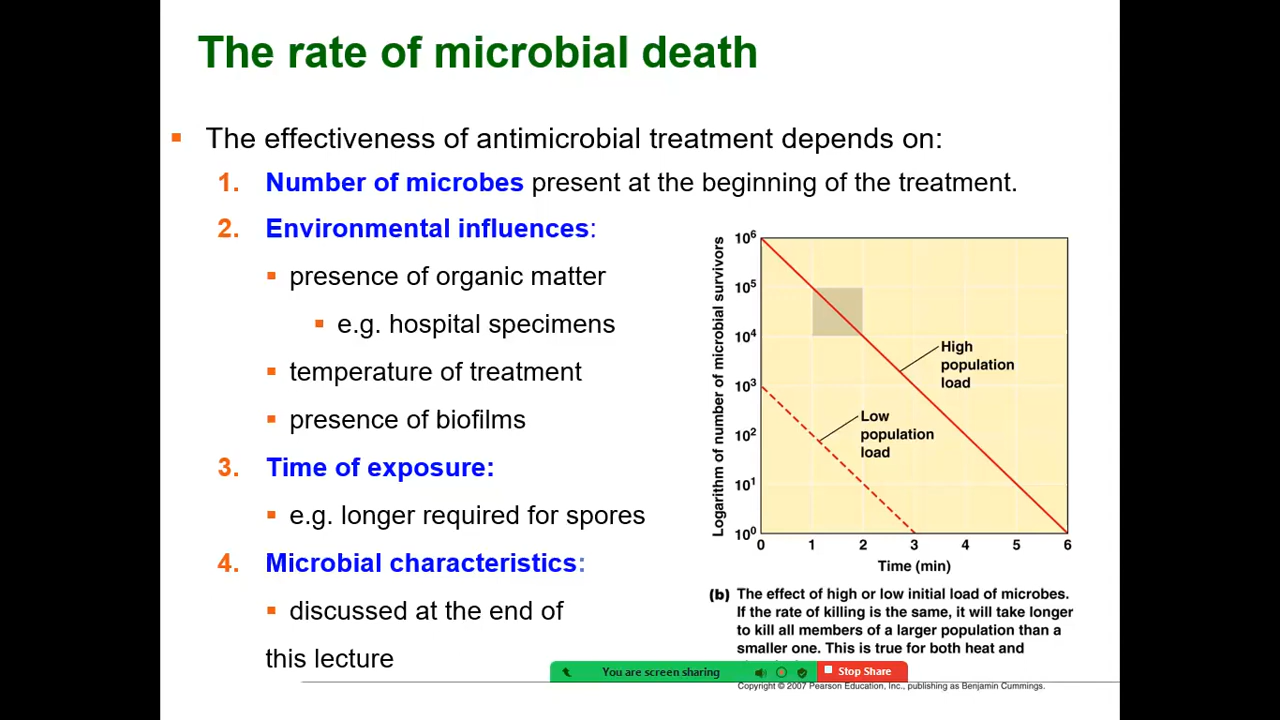 The rate of microbial death
The effectiveness of antimicrobial treatment depends on:
1. Number of microbes present at the beginning of the treatment.
2. Environmental influences:
presence of organic matter
e.g. hospital specimens
temperature of treatment
presence of biofilms
3. Time of exposure:
e.g. longer required for spores
4. Microbial characteristics:
discussed at the end of
this lecture
Logarithm of number of microbial survivors
10⁶
10⁵
10⁴
10³
10²
10¹
10⁰
High
population
load
Low
population
load
0 1 2 3 4 5 6
Time (min)
(b) The effect of high or low initial load of microbes.
If the rate of killing is the same, it will take longer
to kill all members of a larger population than a
smaller one. This is true for both heat and
You are screen sharing
Stop Share
Copyright © 2007 Pearson Education, Inc., publishing as Benjamin Cummings.